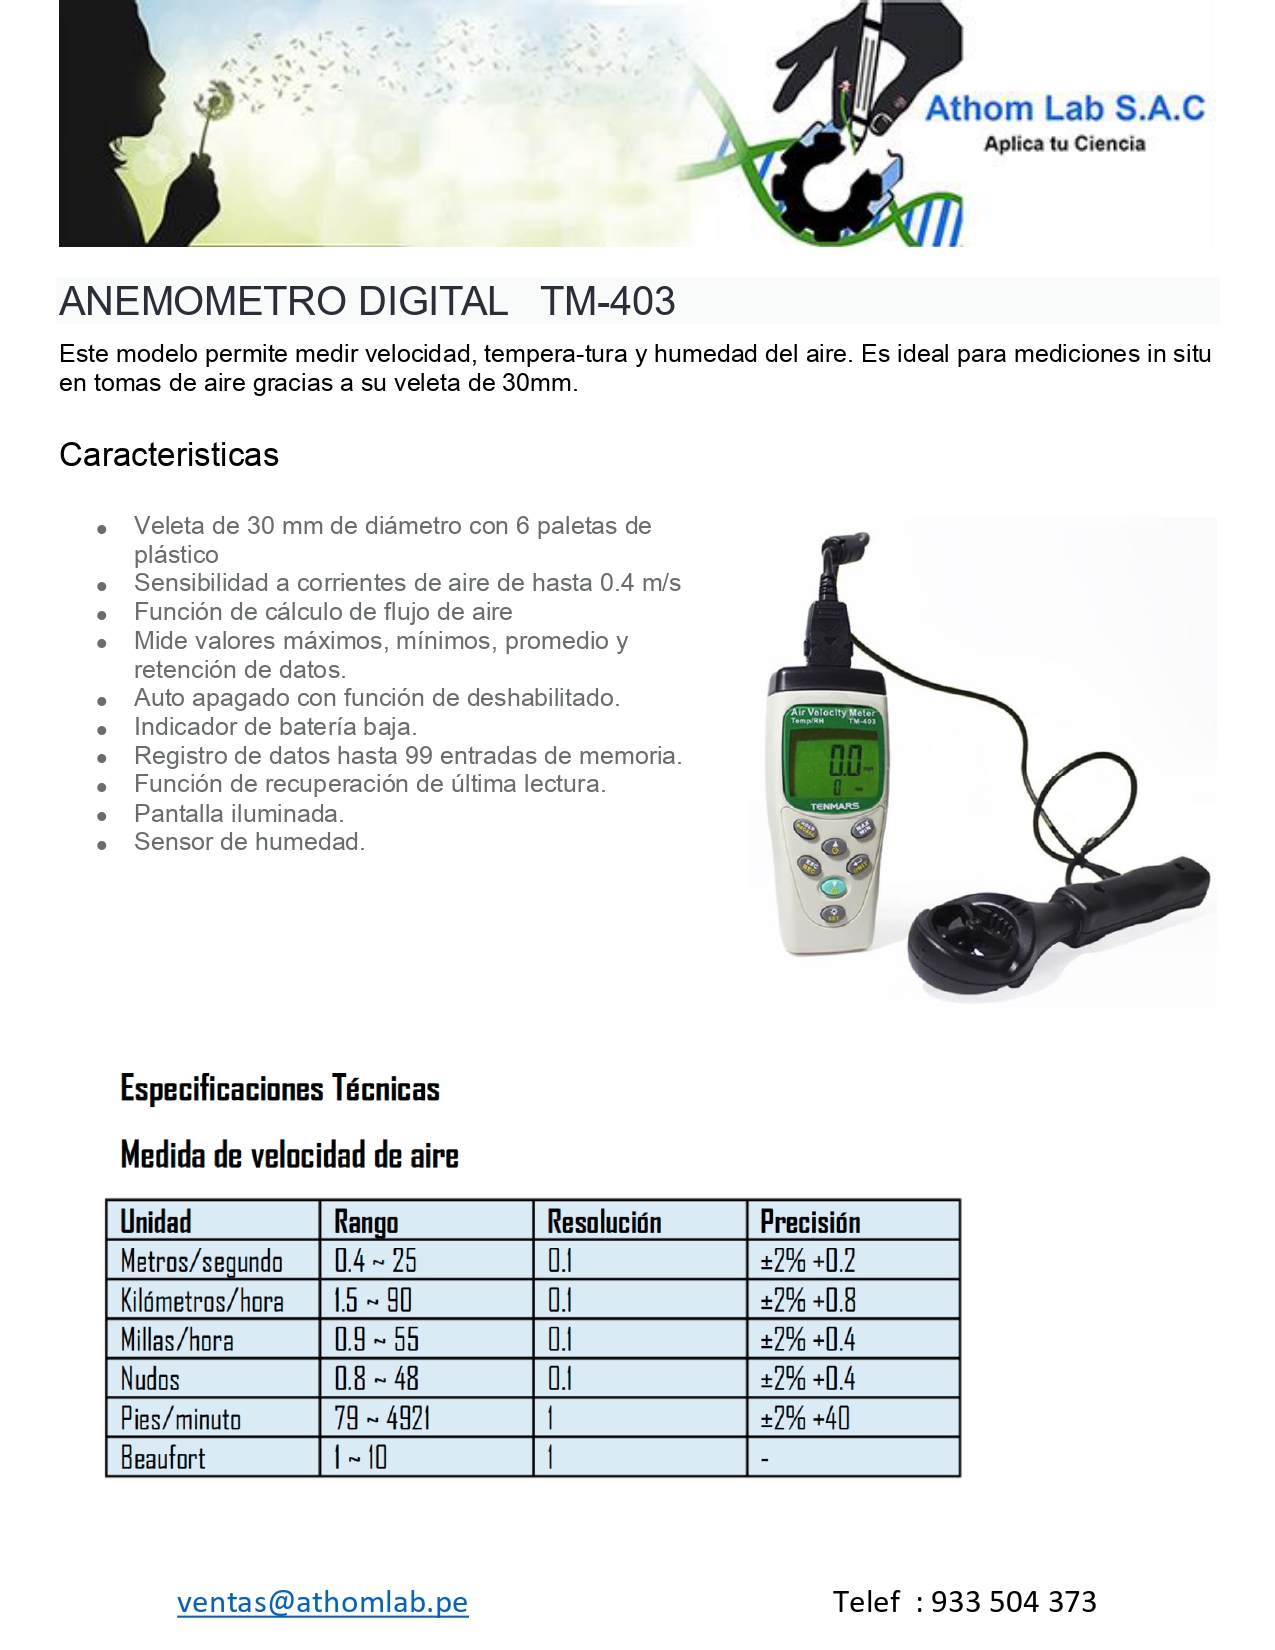 Athom Lab S.A.C
Aplica tu Ciencia
ANEMOMETRO DIGITAL TM-403
Este modelo permite medir velocidad, tempera-tura y humedad del aire. Es ideal para mediciones in situ
en tomas de aire gracias a su veleta de 30mm.
Caracteristicas
● Veleta de 30 mm de diámetro con 6 paletas de
plástico
● Sensibilidad a corrientes de aire de hasta 0.4 m/s
● Función de cálculo de flujo de aire
● Mide valores máximos, mínimos, promedio y
retención de datos.
● Auto apagado con función de deshabilitado.
● Indicador de batería baja.
● Registro de datos hasta 99 entradas de memoria.
● Función de recuperación de última lectura.
● Pantalla iluminada.
● Sensor de humedad.
Air Velocity Meter
Temp/RH TM-403
0.0
0
TENMARS
HOLD
RECALL
MAX
MIN
ESC
REC
UNIT
SET
Especificaciones Técnicas
Medida de velocidad de aire
Unidad Rango Resolución Precisión
Metros/segundo 0.4 ~ 25 0.1 ±2% +0.2
Kilómetros/hora 1.5 ~ 90 0.1 ±2% +0.8
Millas/hora 0.9 ~ 55 0.1 ±2% +0.4
Nudos 0.8 ~ 48 0.1 ±2% +0.4
Pies/minuto 79 ~ 4921 1 ±2% +40
Beaufort 1 ~ 10 1 -
ventas@athomlab.pe Telef : 933 504 373